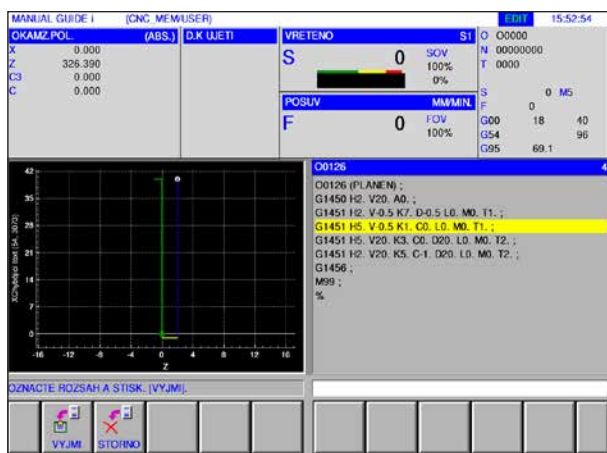 MANUAL GUIDE i (CNC_MEM/USER) EDIT 15:52:54
OKAMZ.POL. (ABS.)
X 0.000
Z 326.390
C3 0.000
C 0.000
D.K UJETI
VRETENO S1
S 0 SOV
100%
0%
POSUV MM/MIN.
F 0 FOV
100%
O O0000
N 00000000
T 0000
S 0 M5
F 0
G00 18 40
G54 96
G95 69.1
42
35
28
21
14
7
0
-16 -12 -8 -4 0 4 8 12 16
Z
O0126 4
O0126 (PLANEN) ;
G1450 H2. V20. A0. ;
G1451 H2. V-0.5 K7. D-0.5 L0. M0. T1. ;
G1451 H5. V-0.5 K1. C0. L0. M0. T1. ;
G1451 H5. V20. K3. C0. D20. L0. M0. T2. ;
G1451 H2. V20. K5. C-1. D20. L0. M0. T2. ;
G1456 ;
M99 ;
%
OZNACTE ROZSAH A STISK. [VYJMI].
VYJMI STORNO